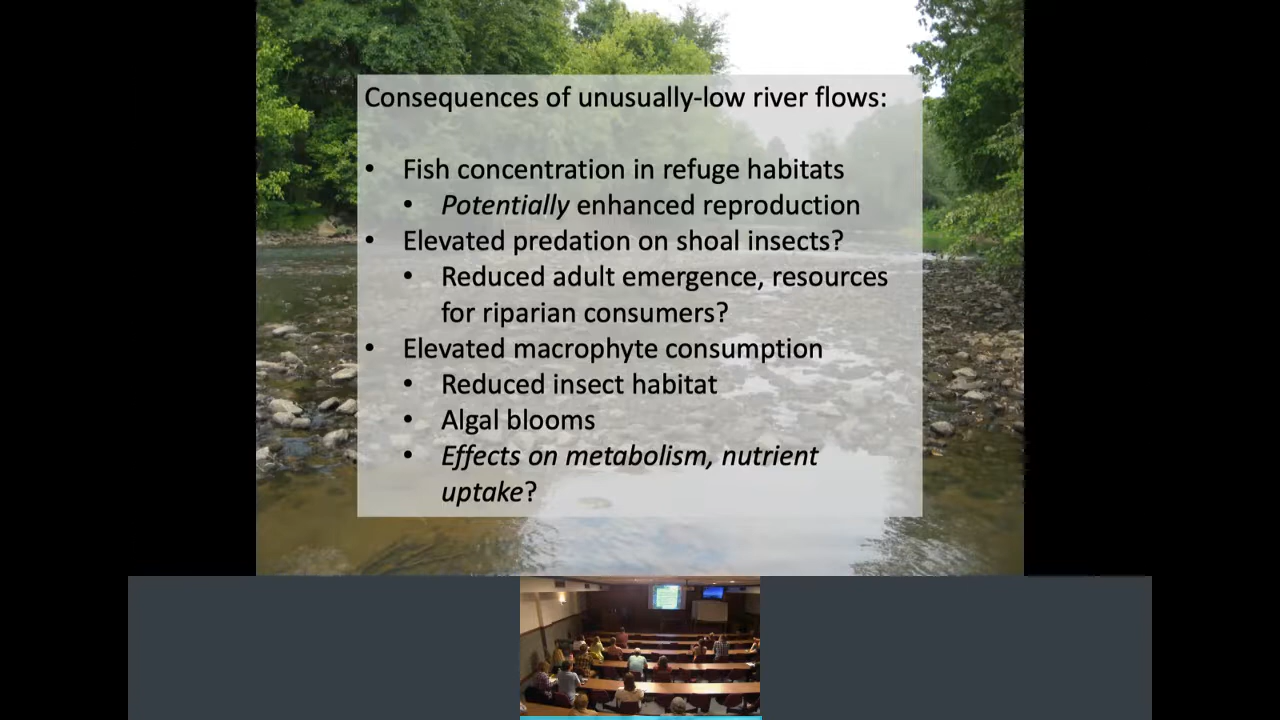 Consequences of unusually-low river flows:
• Fish concentration in refuge habitats
• Potentially enhanced reproduction
• Elevated predation on shoal insects?
• Reduced adult emergence, resources
for riparian consumers?
• Elevated macrophyte consumption
• Reduced insect habitat
• Algal blooms
• Effects on metabolism, nutrient
uptake?